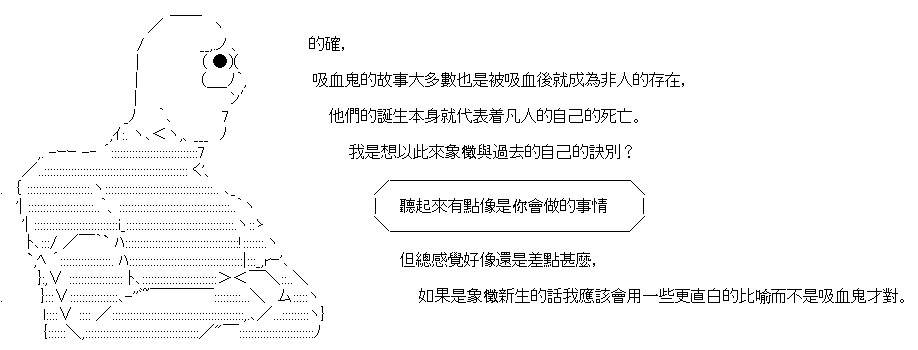 的確，
吸血鬼的故事大多數也是被吸血後就成為非人的存在，
他們的誕生本身就代表着凡人的自己的死亡。
我是想以此來象徵與過去的自己的訣別？
聽起來有點像是你會做的事情
但總感覺好像還是差點甚麼，
如果是象徵新生的話我應該會用一些更直白的比喻而不是吸血鬼才對。